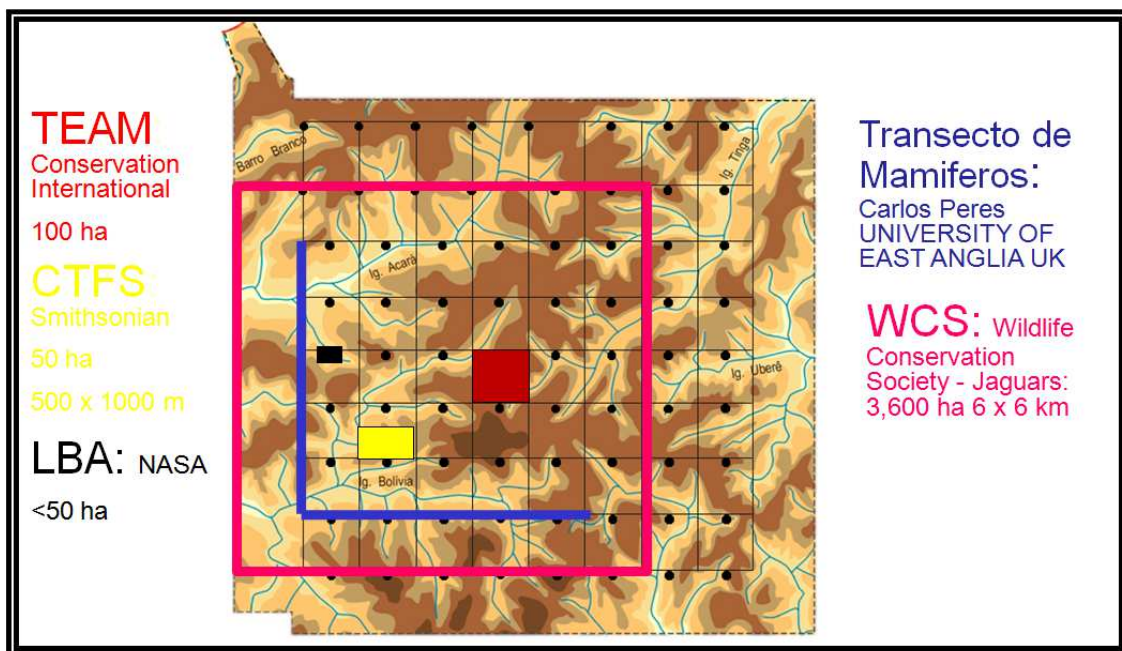 TEAM
Conservation
International
100 ha
CTFS
Smithsonian
50 ha
500 x 1000 m
LBA: NASA
<50 ha
Barro Branco
Ig. Tinga
Ig. Acará
Ig. Uberê
Ig. Bolívia
Transecto de
Mamiferos:
Carlos Peres
UNIVERSITY OF
EAST ANGLIA UK
WCS: Wildlife
Conservation
Society - Jaguars:
3,600 ha 6 x 6 km